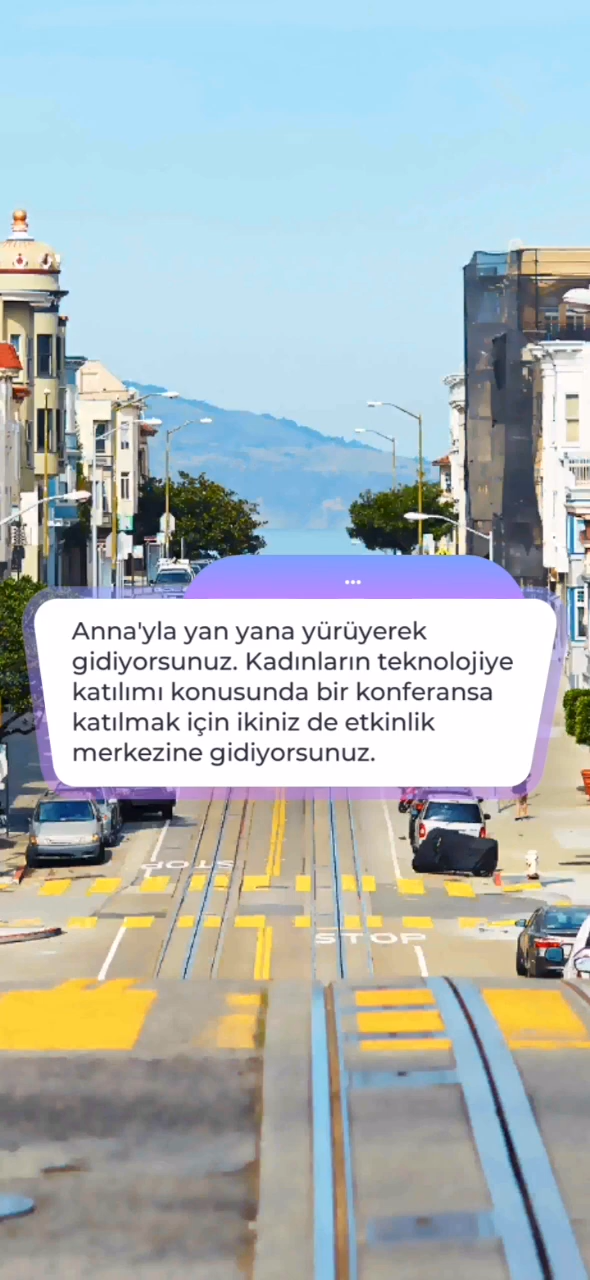 ...
Anna'yla yan yana yürüyerek
gidiyorsunuz. Kadınların teknolojiye
katılımı konusunda bir konferansa
katılmak için ikiniz de etkinlik
merkezine gidiyorsunuz.
STOP
STOP